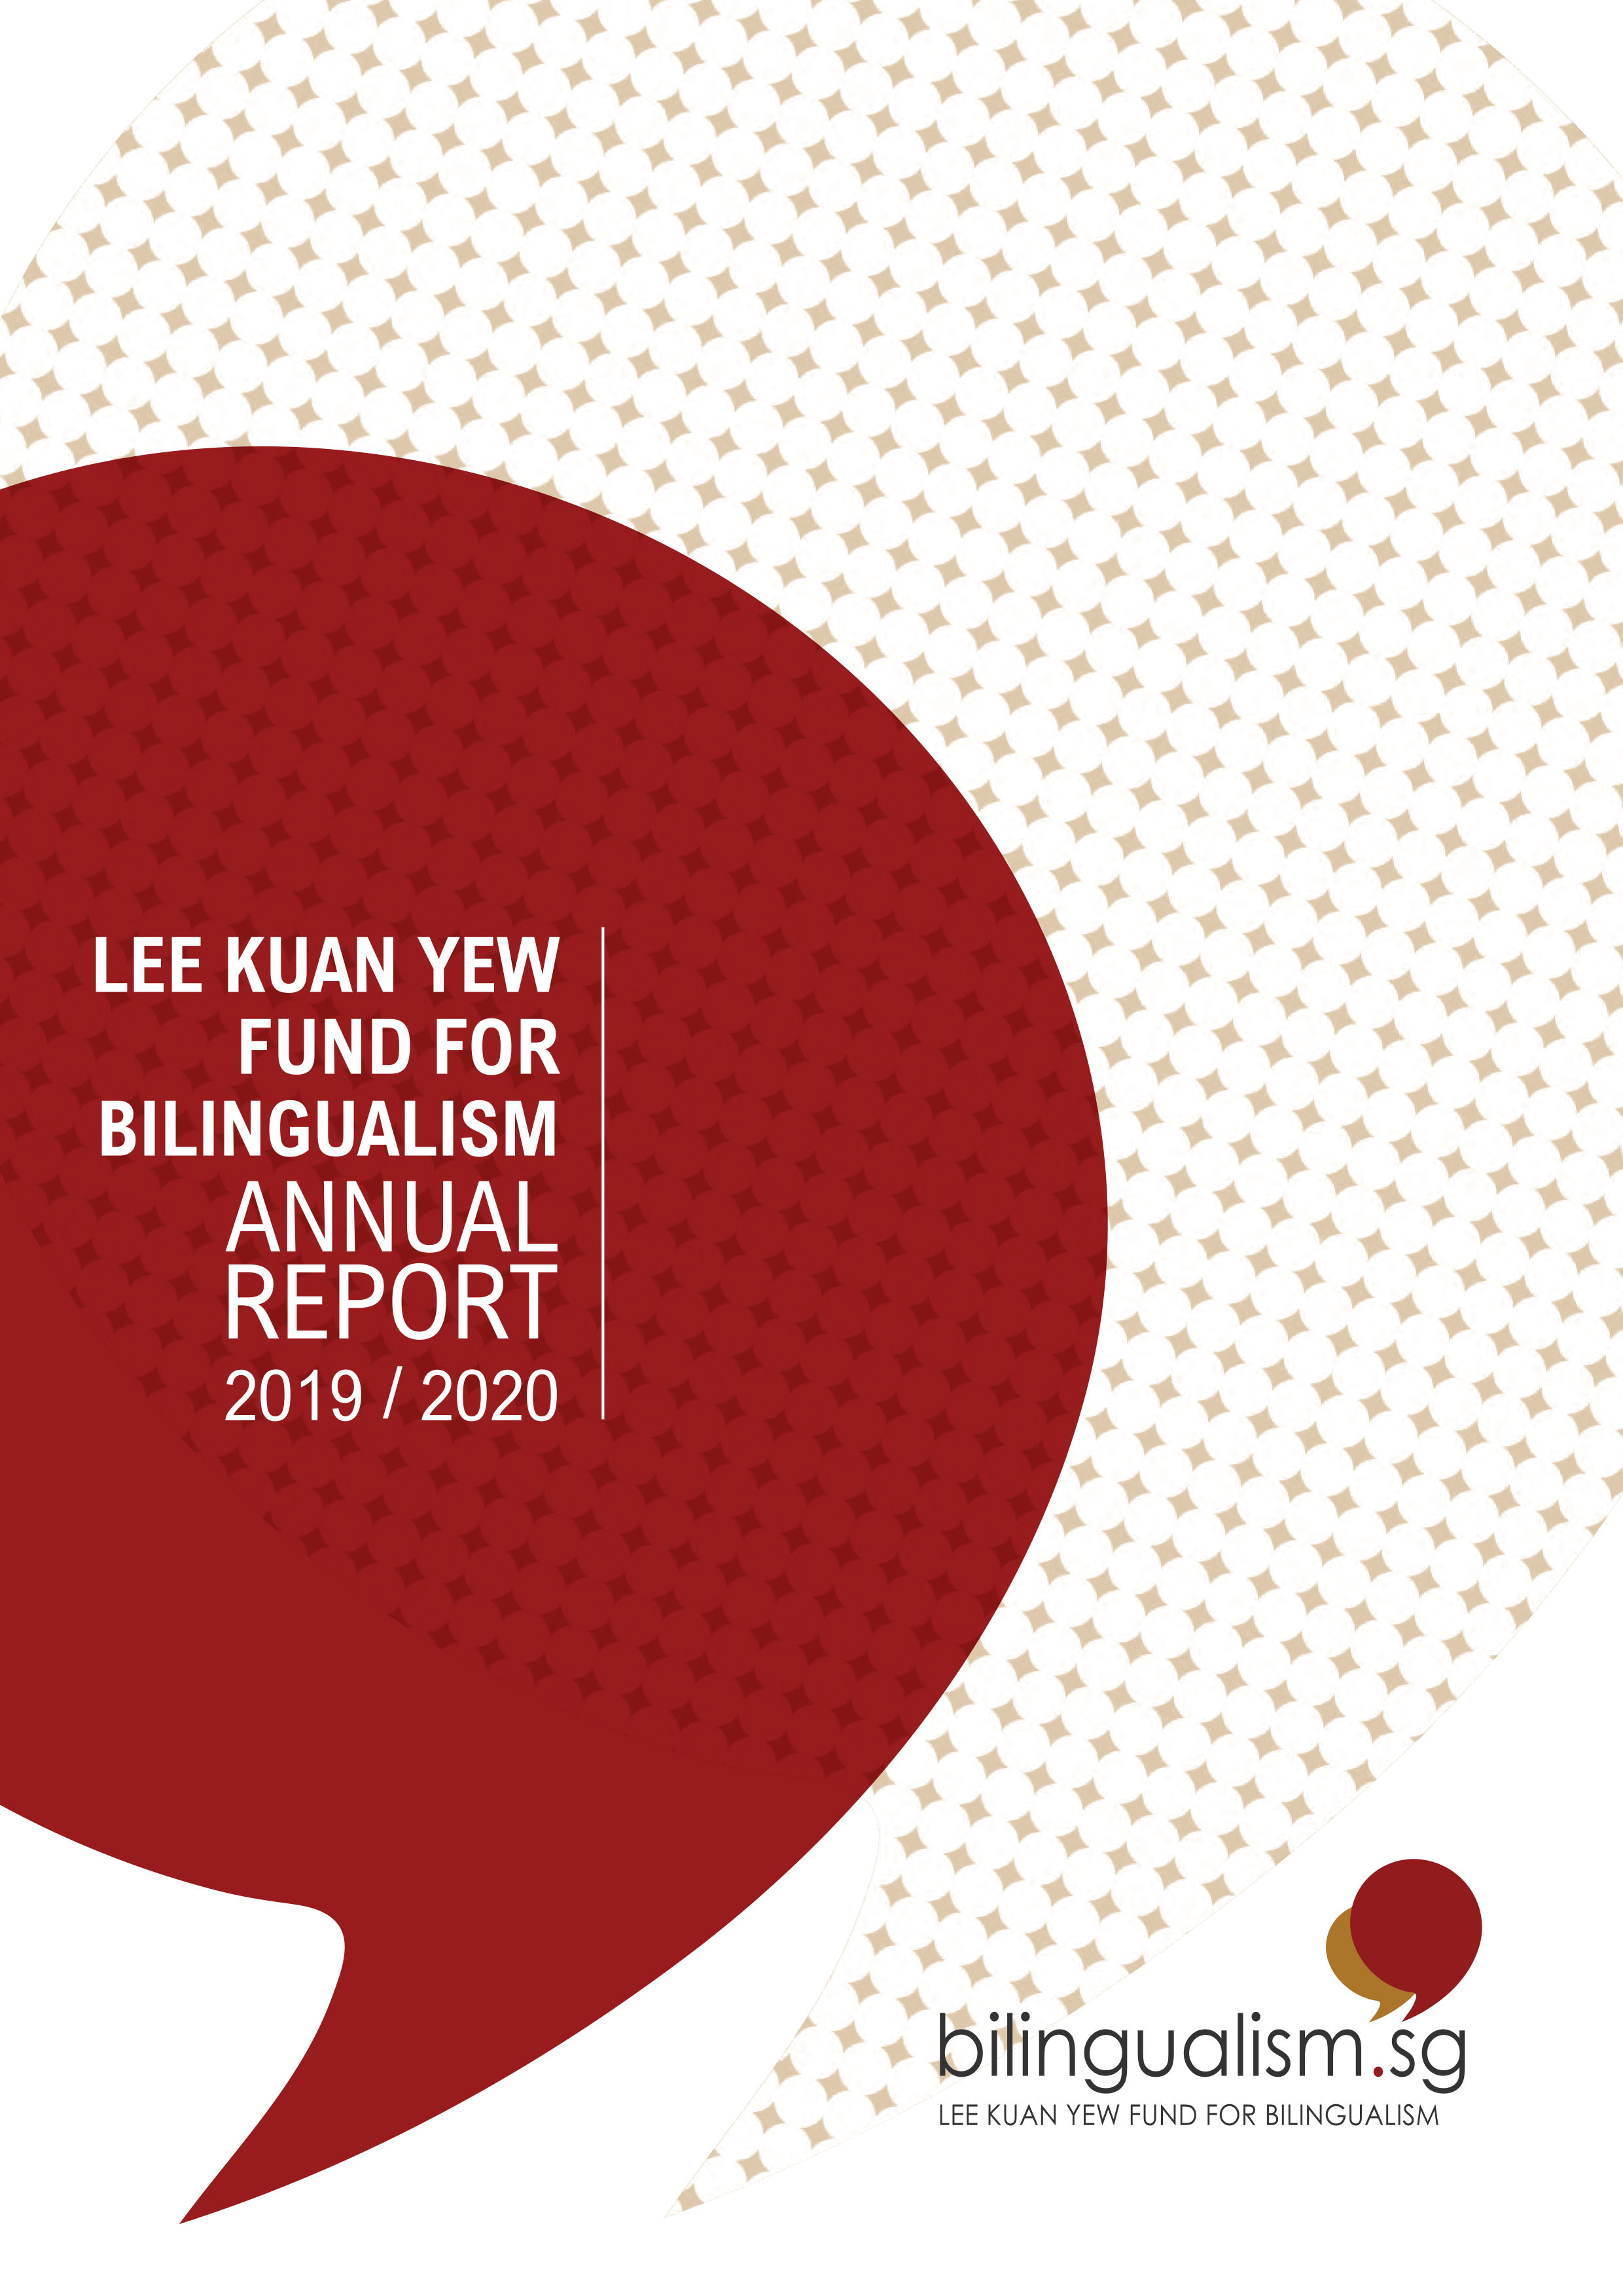 LEE KUAN YEW
FUND FOR
BILINGUALISM
ANNUAL
REPORT
2019 / 2020
bilingualism.sg
LEE KUAN YEW FUND FOR BILINGUALISM